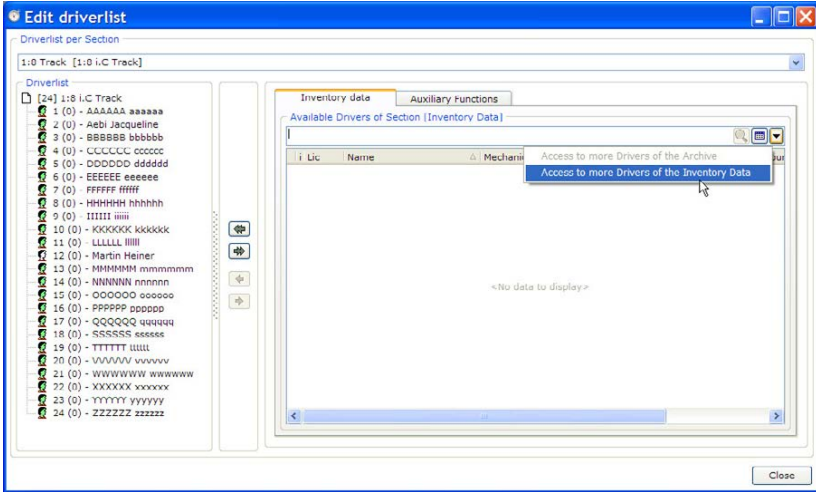 Edit driverlist
Driverlist per Section
1:8 Track [1:8 i.C Track]
Driverlist
[24] 1:8 i.C Track
1 (0) - AAAAAA aaaaaa
2 (0) - Aebi Jacqueline
3 (0) - BBBBBB bbbbbb
4 (0) - CCCCCC cccccc
5 (0) - DDDDDD dddddd
6 (0) - EEEEEE eeeeee
7 (0) - FFFFFF ffffff
8 (0) - HHHHHH hhhhhh
9 (0) - IIIIII iiiiii
10 (0) - KKKKKK kkkkkk
11 (0) - LLLLLL llllll
12 (0) - Martin Heiner
13 (0) - MMMMMM mmmmmm
14 (0) - NNNNNN nnnnnn
15 (0) - OOOOOO oooooo
16 (0) - PPPPPP pppppp
17 (0) - QQQQQQ qqqqqq
18 (0) - SSSSSS ssssss
19 (0) - TTTTTT tttttt
20 (0) - VVVVVV vvvvvv
21 (0) - WWWWWW wwwwww
22 (0) - XXXXXX xxxxxx
23 (0) - YYYYYY yyyyyy
24 (0) - ZZZZZZ zzzzzz
Inventory data Auxiliary Functions
Available Drivers of Section [Inventory Data]
i Lic Name Mechani
Access to more Drivers of the Archive
Access to more Drivers of the Inventory Data
<No data to display>
Close